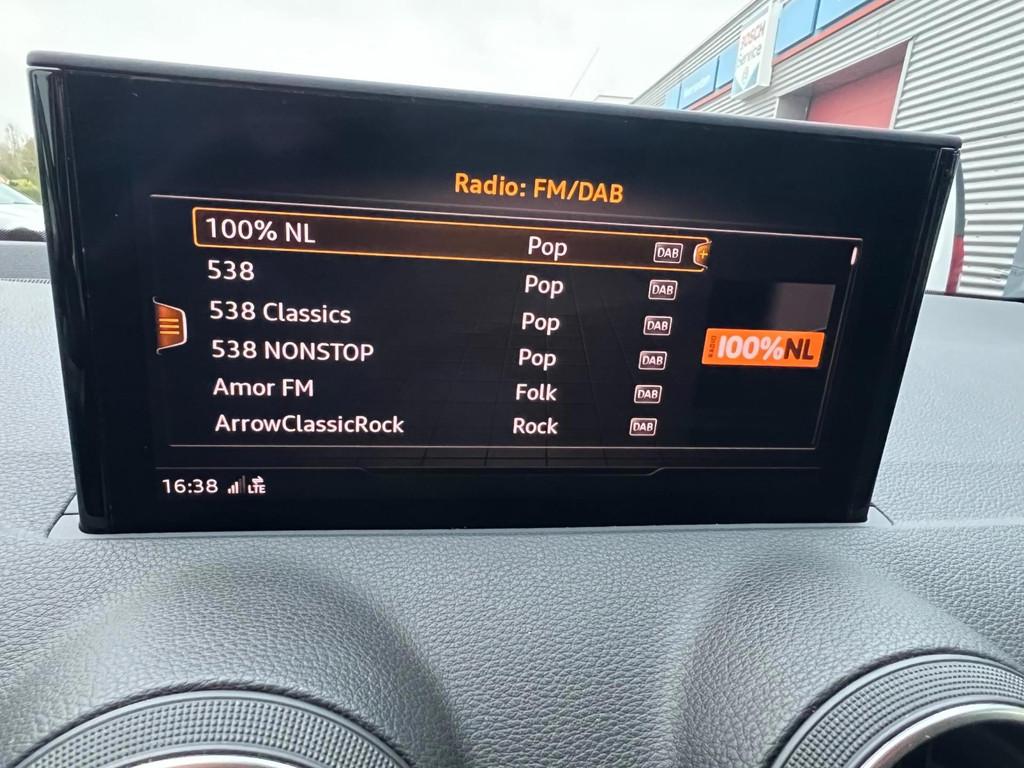 BOSCH
Service
Radio: FM/DAB
100% NL Pop DAB
538 Pop DAB
538 Classics Pop DAB
538 NONSTOP Pop DAB
RADIO 100%NL
Amor FM Folk DAB
ArrowClassicRock Rock DAB
16:38 LTE